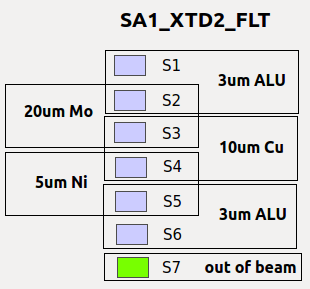 SA1_XTD2_FLT
S1
3um ALU
S2
20um Mo
S3
10um Cu
S4
5um Ni
S5
3um ALU
S6
S7 out of beam